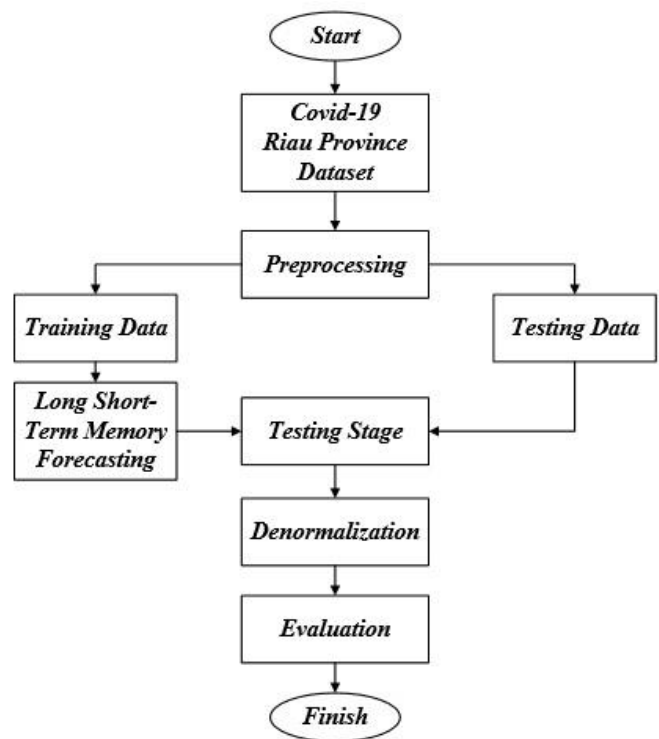 Start
Covid-19
Riau Province
Dataset
Preprocessing
Training Data
Testing Data
Long Short-
Term Memory
Forecasting
Testing Stage
Denormalization
Evaluation
Finish